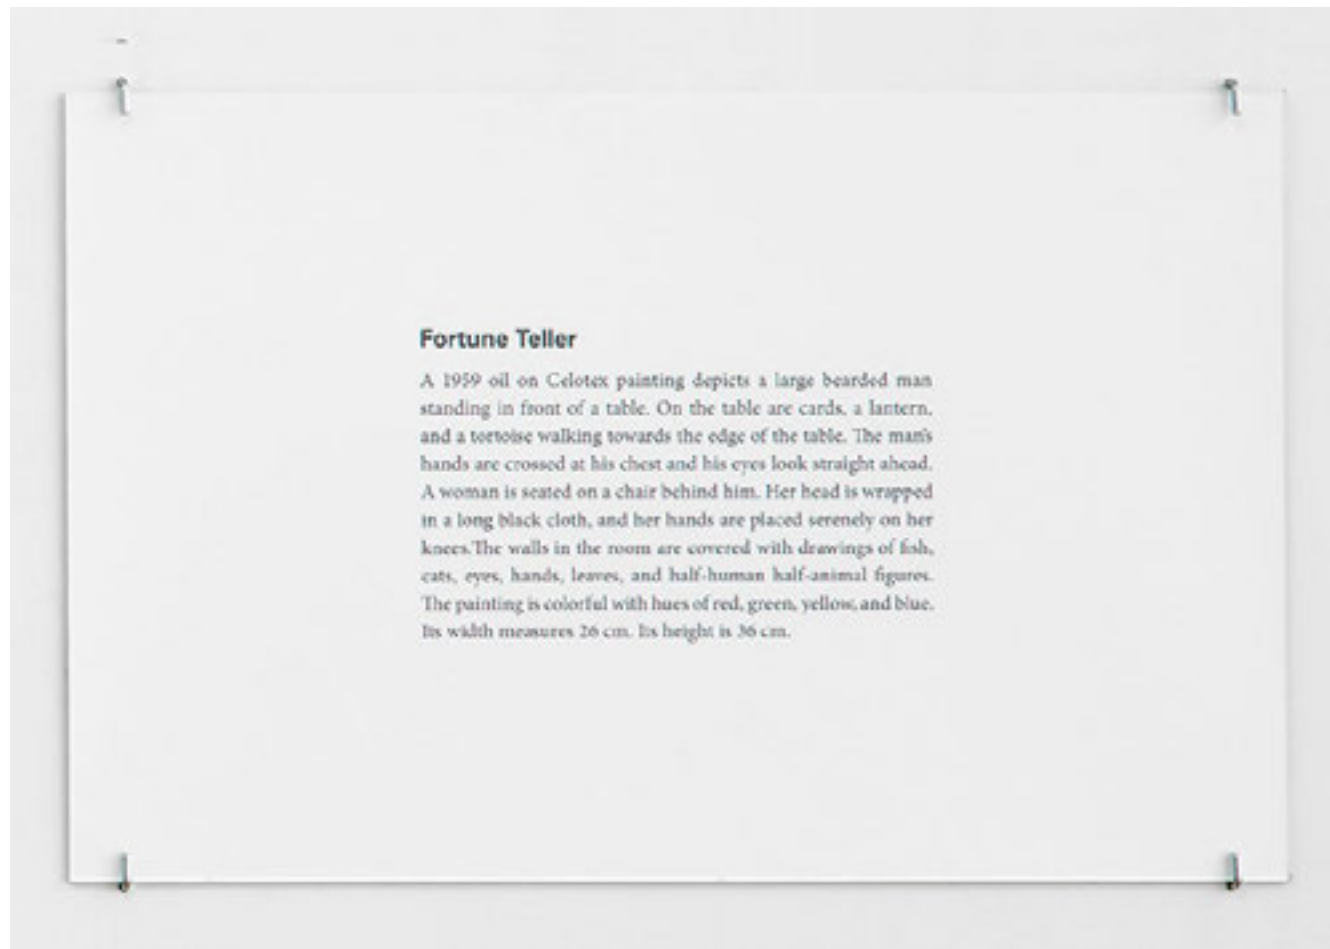 Fortune Teller
A 1959 oil on Celotex painting depicts a large bearded man
standing in front of a table. On the table are cards, a lantern,
and a tortoise walking towards the edge of the table. The man's
hands are crossed at his chest and his eyes look straight ahead.
A woman is seated on a chair behind him. Her head is wrapped
in a long black cloth, and her hands are placed serenely on her
knees.The walls in the room are covered with drawings of fish,
cats, eyes, hands, leaves, and half-human half-animal figures.
The painting is colorful with hues of red, green, yellow, and blue.
Its width measures 26 cm. Its height is 36 cm.